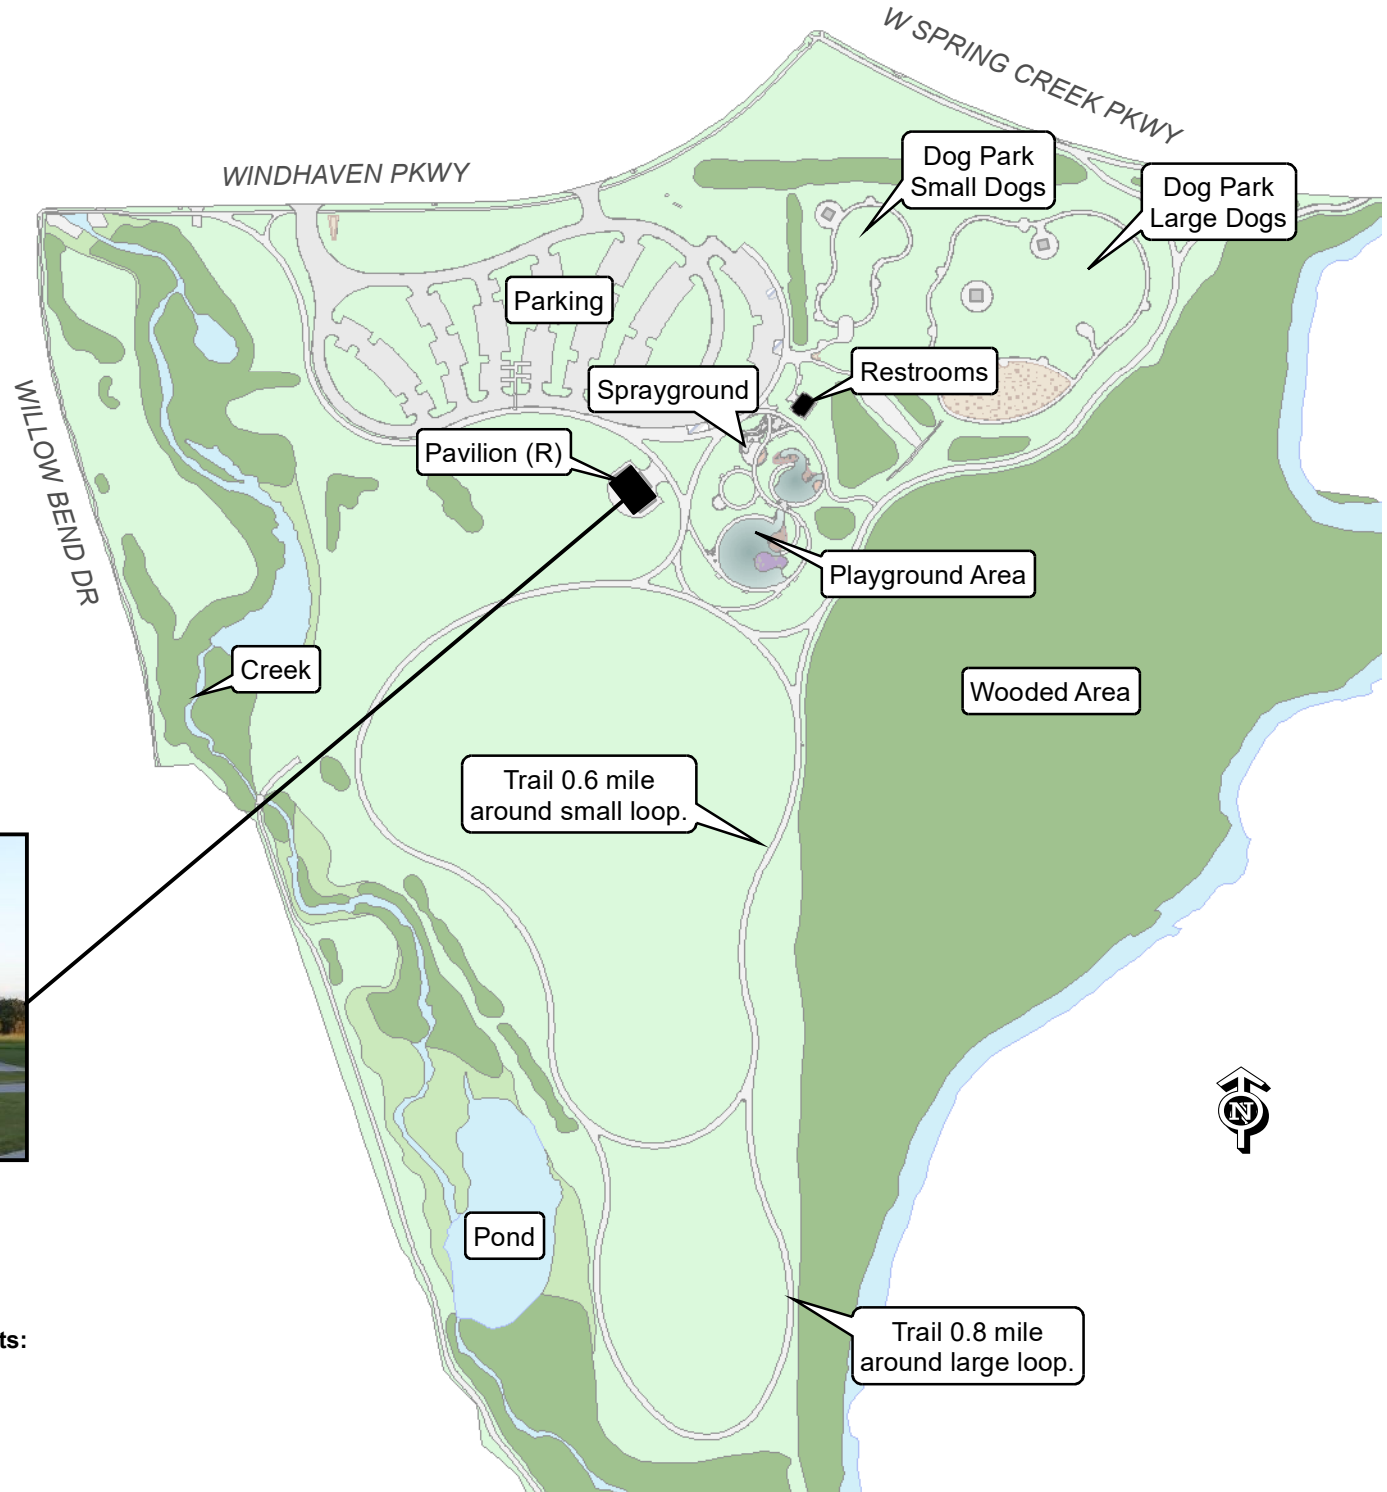 W SPRING CREEK PKWY
WINDHAVEN PKWY
Dog Park
Small Dogs
Dog Park
Large Dogs
Parking
Restrooms
Sprayground
WILLOW BEND DR
Pavilion (R)
Playground Area
Creek
Wooded Area
Trail 0.6 mile
around small loop.
N
Pond
Trail 0.8 mile
around large loop.
ts: